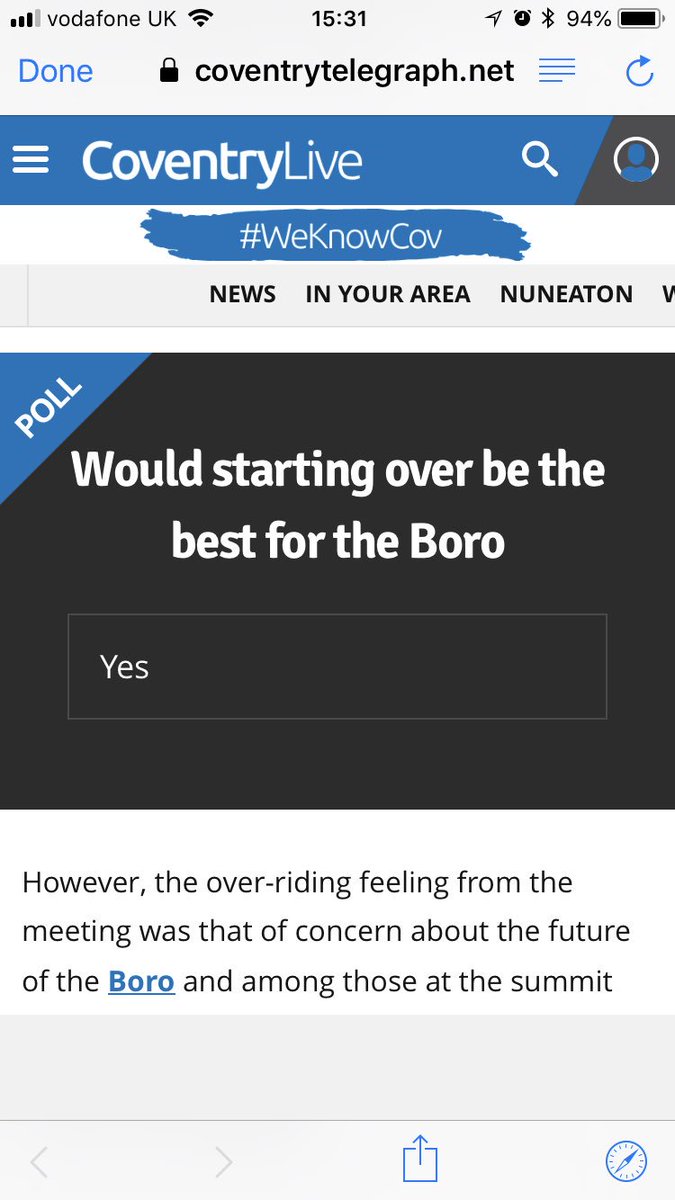 vodafone UK 15:31 94%
Done coventrytelegraph.net
CoventryLive
#WeKnowCov
NEWS IN YOUR AREA NUNEATON W
POLL
Would starting over be the
best for the Boro
Yes
However, the over-riding feeling from the
meeting was that of concern about the future
of the Boro and among those at the summit